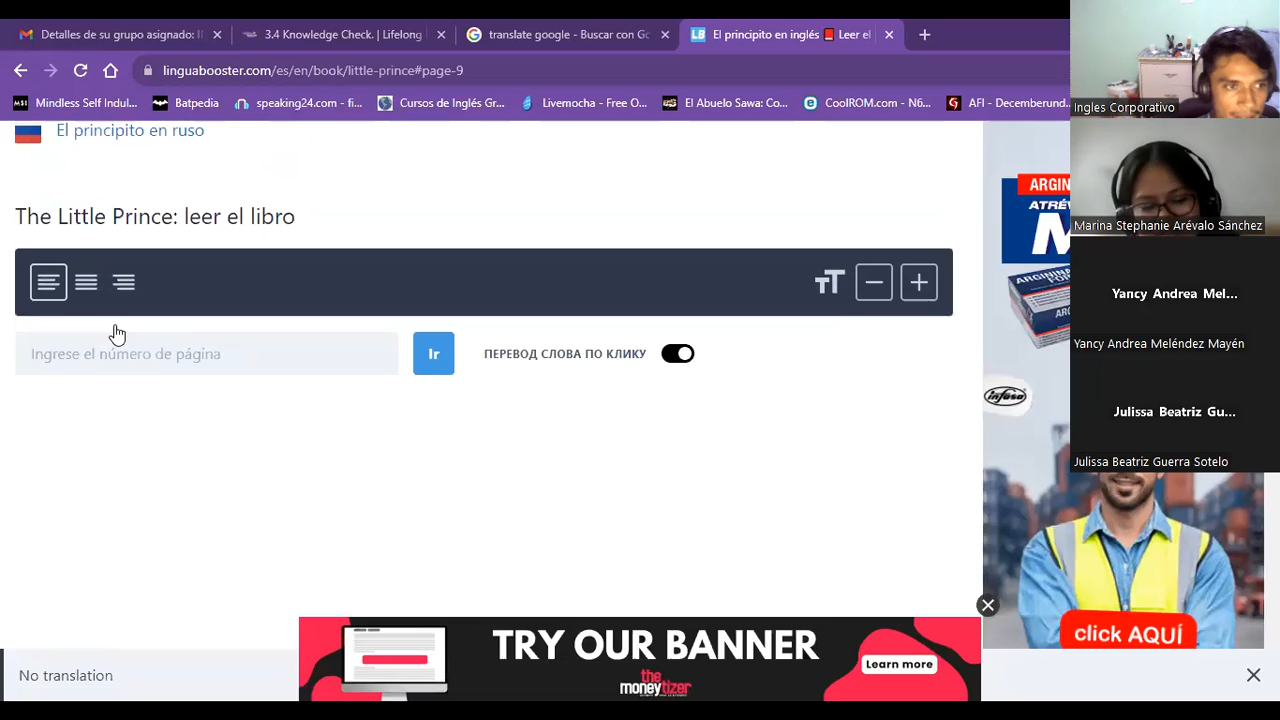 Detalles de su grupo asignado: I
3.4 Knowledge Check. | Lifelong
translate google - Buscar con Go
El principito en inglés 📕 Leer el
linguabooster.com/es/en/book/little-prince#page-9
Mindless Self Indul...
Batpedia
speaking24.com - fi...
Cursos de Inglés Gr...
Livemocha - Free O...
El Abuelo Sawa: Co...
CoolROM.com - N6...
AFI - Decemberund...
El principito en ruso
The Little Prince: leer el libro
Ingrese el número de página
Ir
ПЕРЕВОД СЛОВА ПО КЛИКУ
No translation
TRY OUR BANNER
the
moneytizer
Learn more
ARGIN
ATRÉV
M
ARGININA
infasa
click AQUÍ
Ingles Corporativo
Marina Stephanie Arévalo Sánchez
Yancy Andrea Mel...
Yancy Andrea Meléndez Mayén
Julissa Beatriz Gu...
Julissa Beatriz Guerra Sotelo